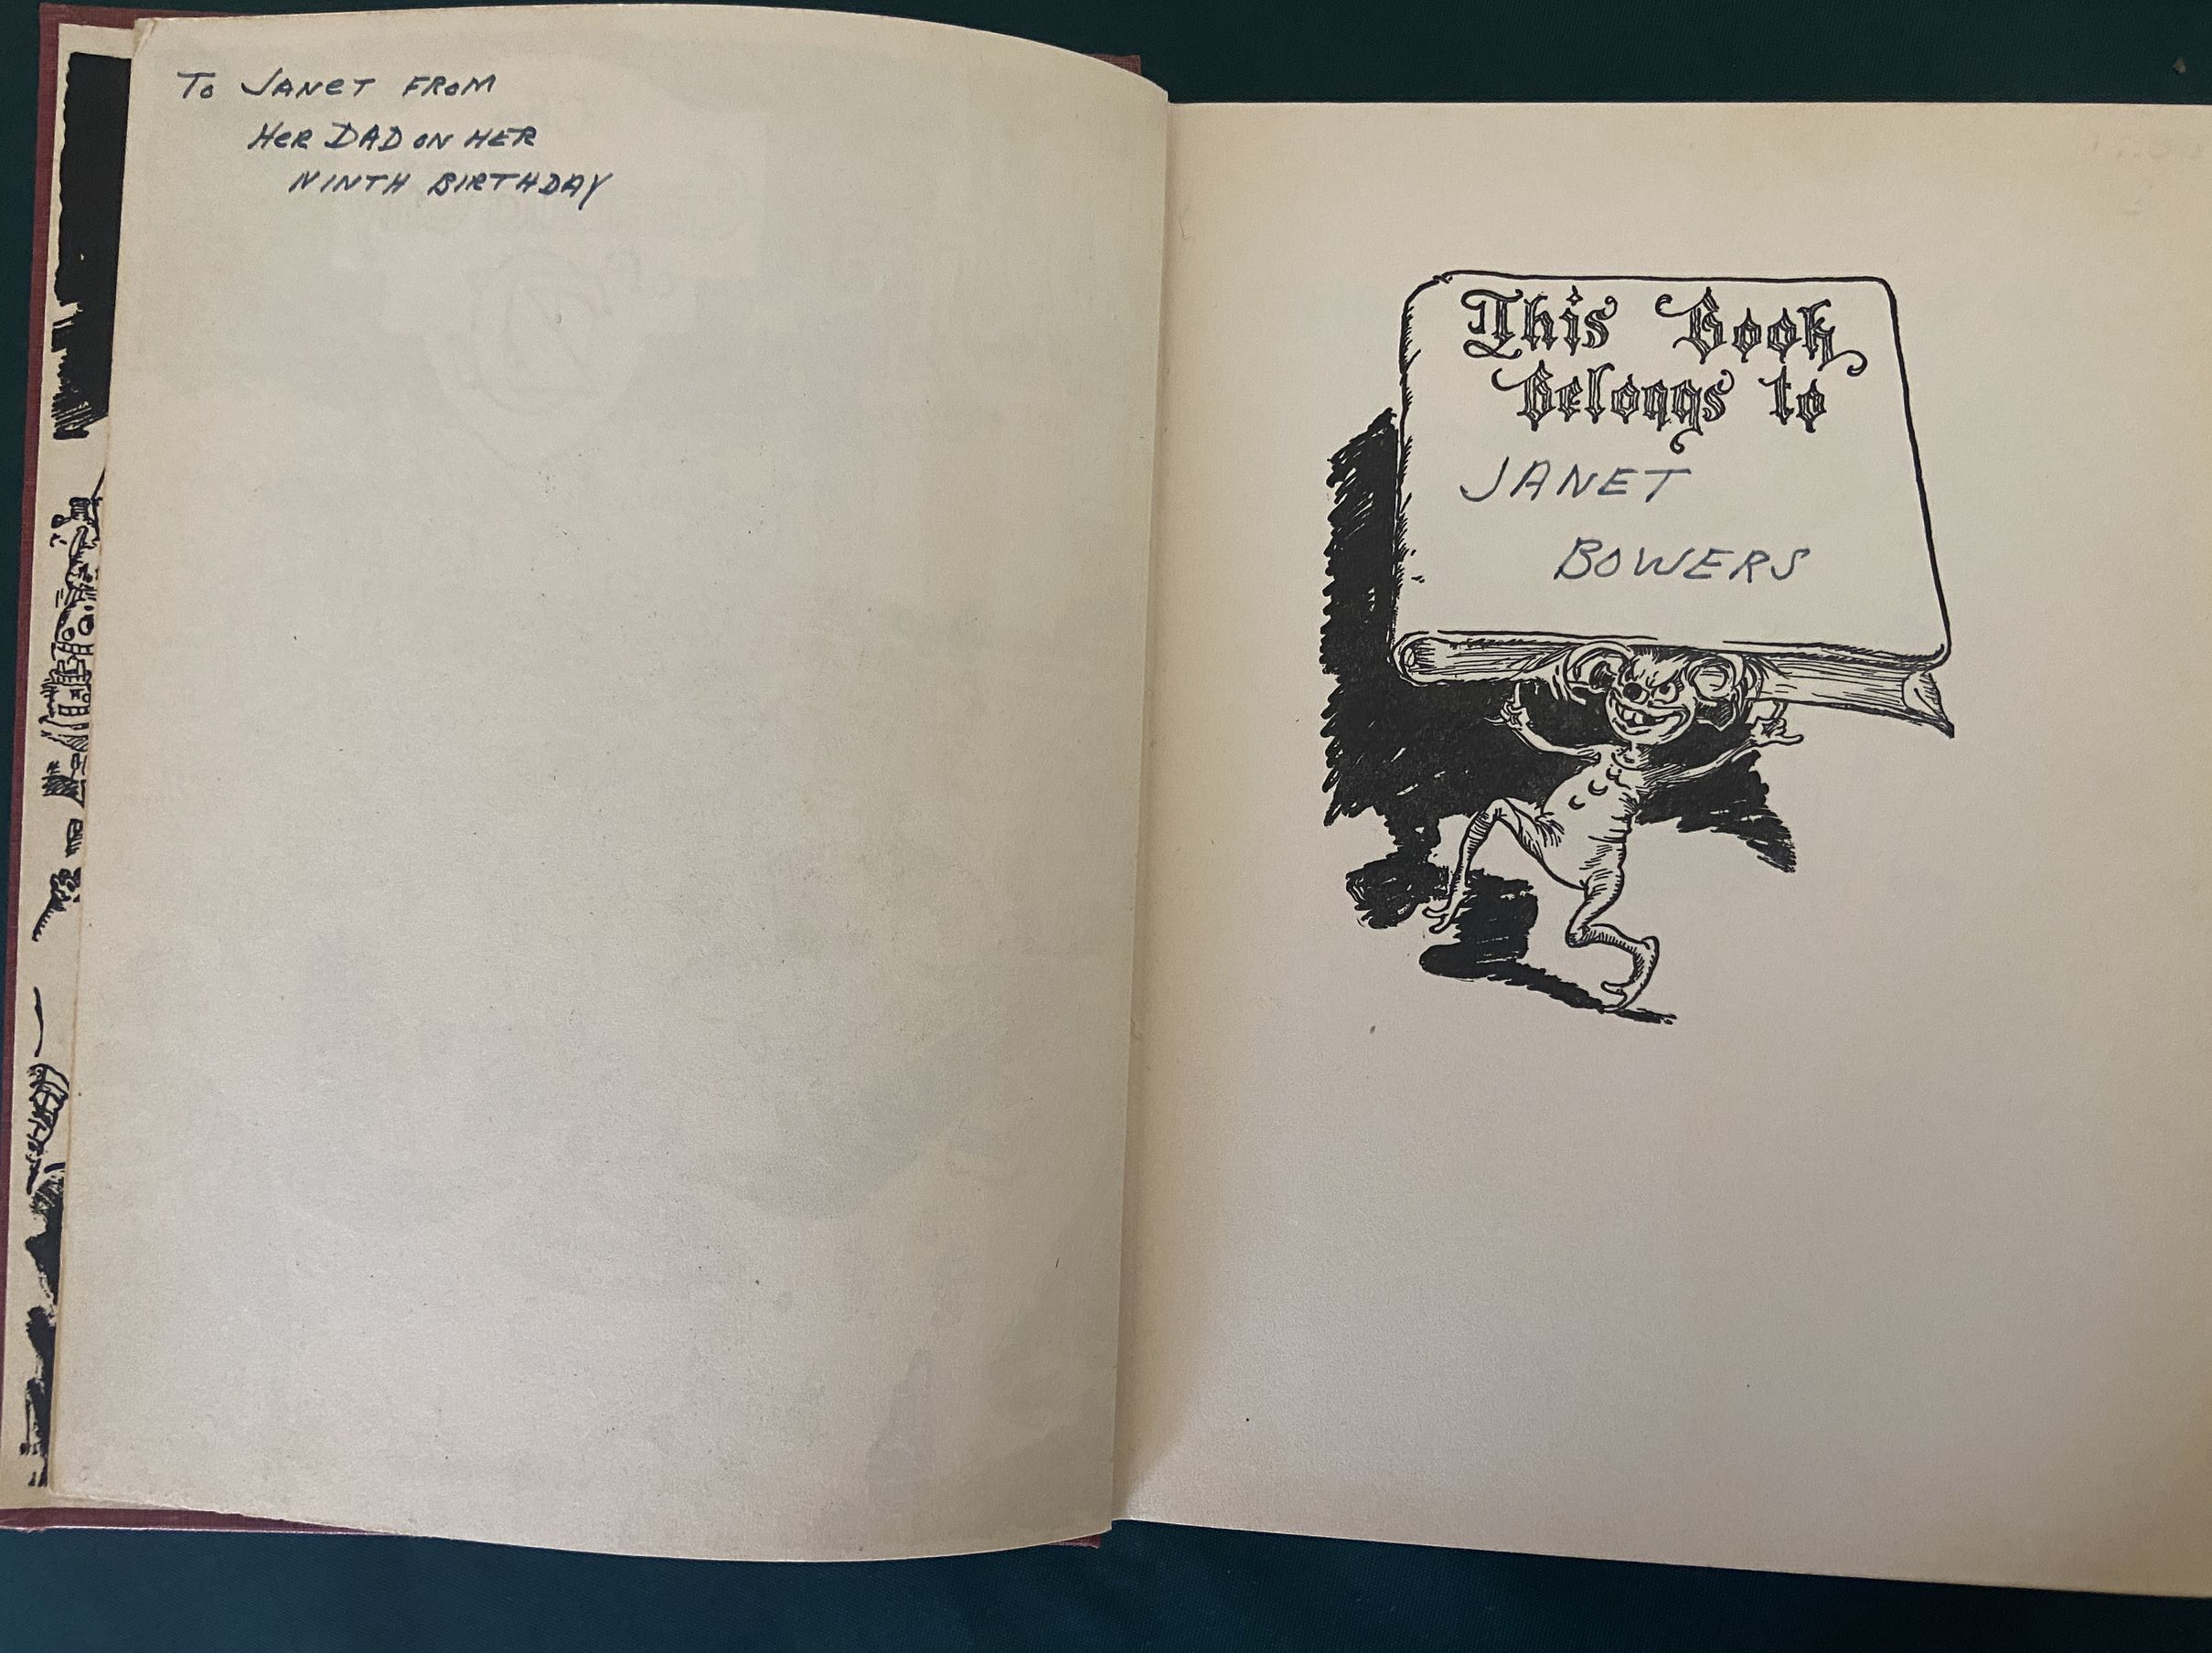 To JANET FROM
HER DAD ON HER
NINTH BIRTHDAY
This Book
Belongs to
JANET
BOWERS